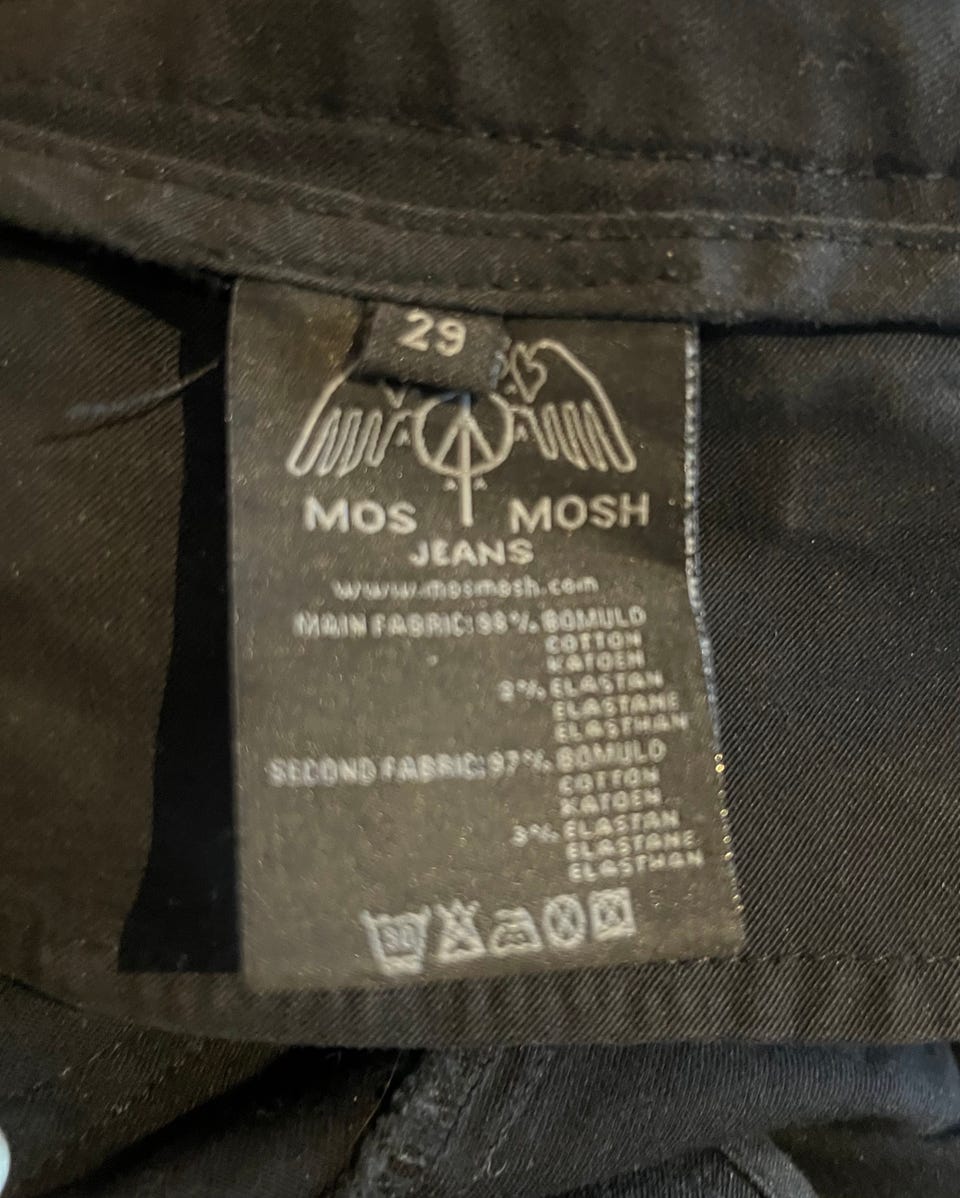 29
MOS MOSH
JEANS
www.mosmosh.com
MAIN FABRIC: 98% BOMULD
COTTON
KATOEN
ELASTAN
ELASTANE
ELASTHAN
SECOND FABRIC: 97% BOMULD
COTTON
KATOEN
3% ELASTAN
ELASTANE
ELASTHAN
30